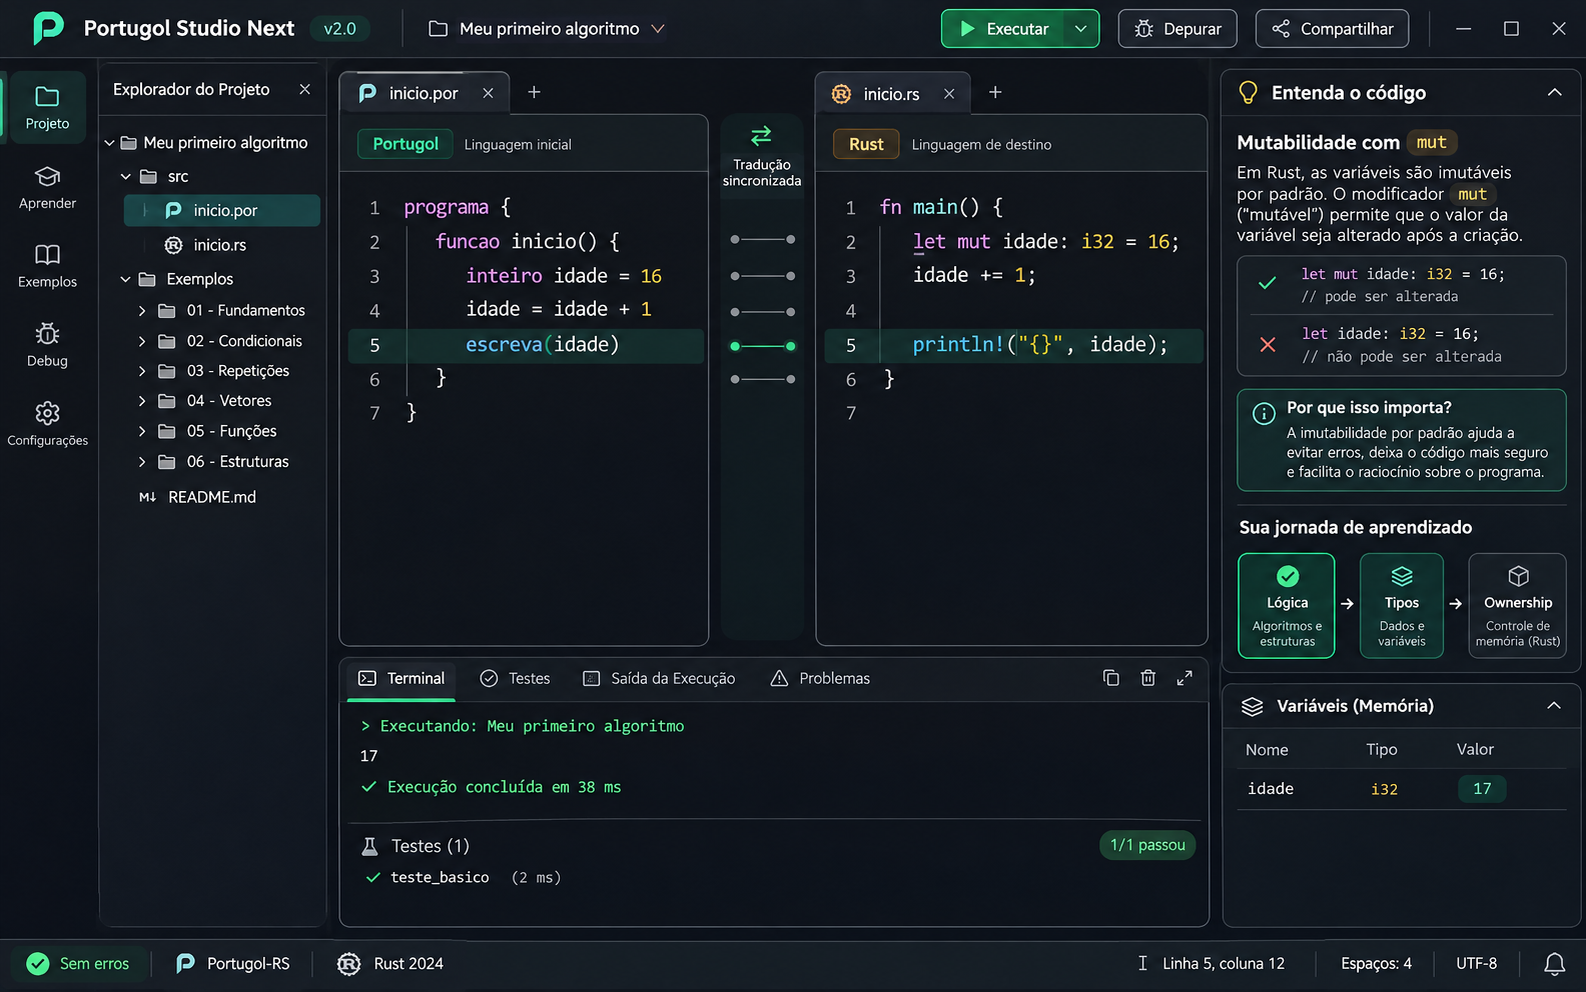 Portugol Studio Next v2.0
Meu primeiro algoritmo
Executar
Depurar
Compartilhar
Projeto
Aprender
Exemplos
Debug
Configurações
Explorador do Projeto
Meu primeiro algoritmo
src
inicio.por
inicio.rs
Exemplos
01 - Fundamentos
02 - Condicionais
03 - Repetições
04 - Vetores
05 - Funções
06 - Estruturas
M↓ README.md
inicio.por
Portugol Linguagem inicial
1 programa {
2 funcao inicio() {
3 inteiro idade = 16
4 idade = idade + 1
5 escreva(idade)
6 }
7 }
Tradução
sincronizada
inicio.rs
Rust Linguagem de destino
1 fn main() {
2 let mut idade: i32 = 16;
3 idade += 1;
4
5 println!("{}", idade);
6 }
7
Terminal
Testes
Saída da Execução
Problemas
> Executando: Meu primeiro algoritmo
17
Execução concluída em 38 ms
Testes (1)
1/1 passou
teste_basico (2 ms)
Entenda o código
Mutabilidade com mut
Em Rust, as variáveis são imutáveis
por padrão. O modificador mut
("mutável") permite que o valor da
variável seja alterado após a criação.
let mut idade: i32 = 16;
// pode ser alterada
let idade: i32 = 16;
// não pode ser alterada
Por que isso importa?
A imutabilidade por padrão ajuda a
evitar erros, deixa o código mais seguro
e facilita o raciocínio sobre o programa.
Sua jornada de aprendizado
Lógica
Algoritmos e
estruturas
Tipos
Dados e
variáveis
Ownership
Controle de
memória (Rust)
Variáveis (Memória)
Nome Tipo Valor
idade i32 17
Sem erros
Portugol-RS
Rust 2024
Linha 5, coluna 12
Espaços: 4
UTF-8